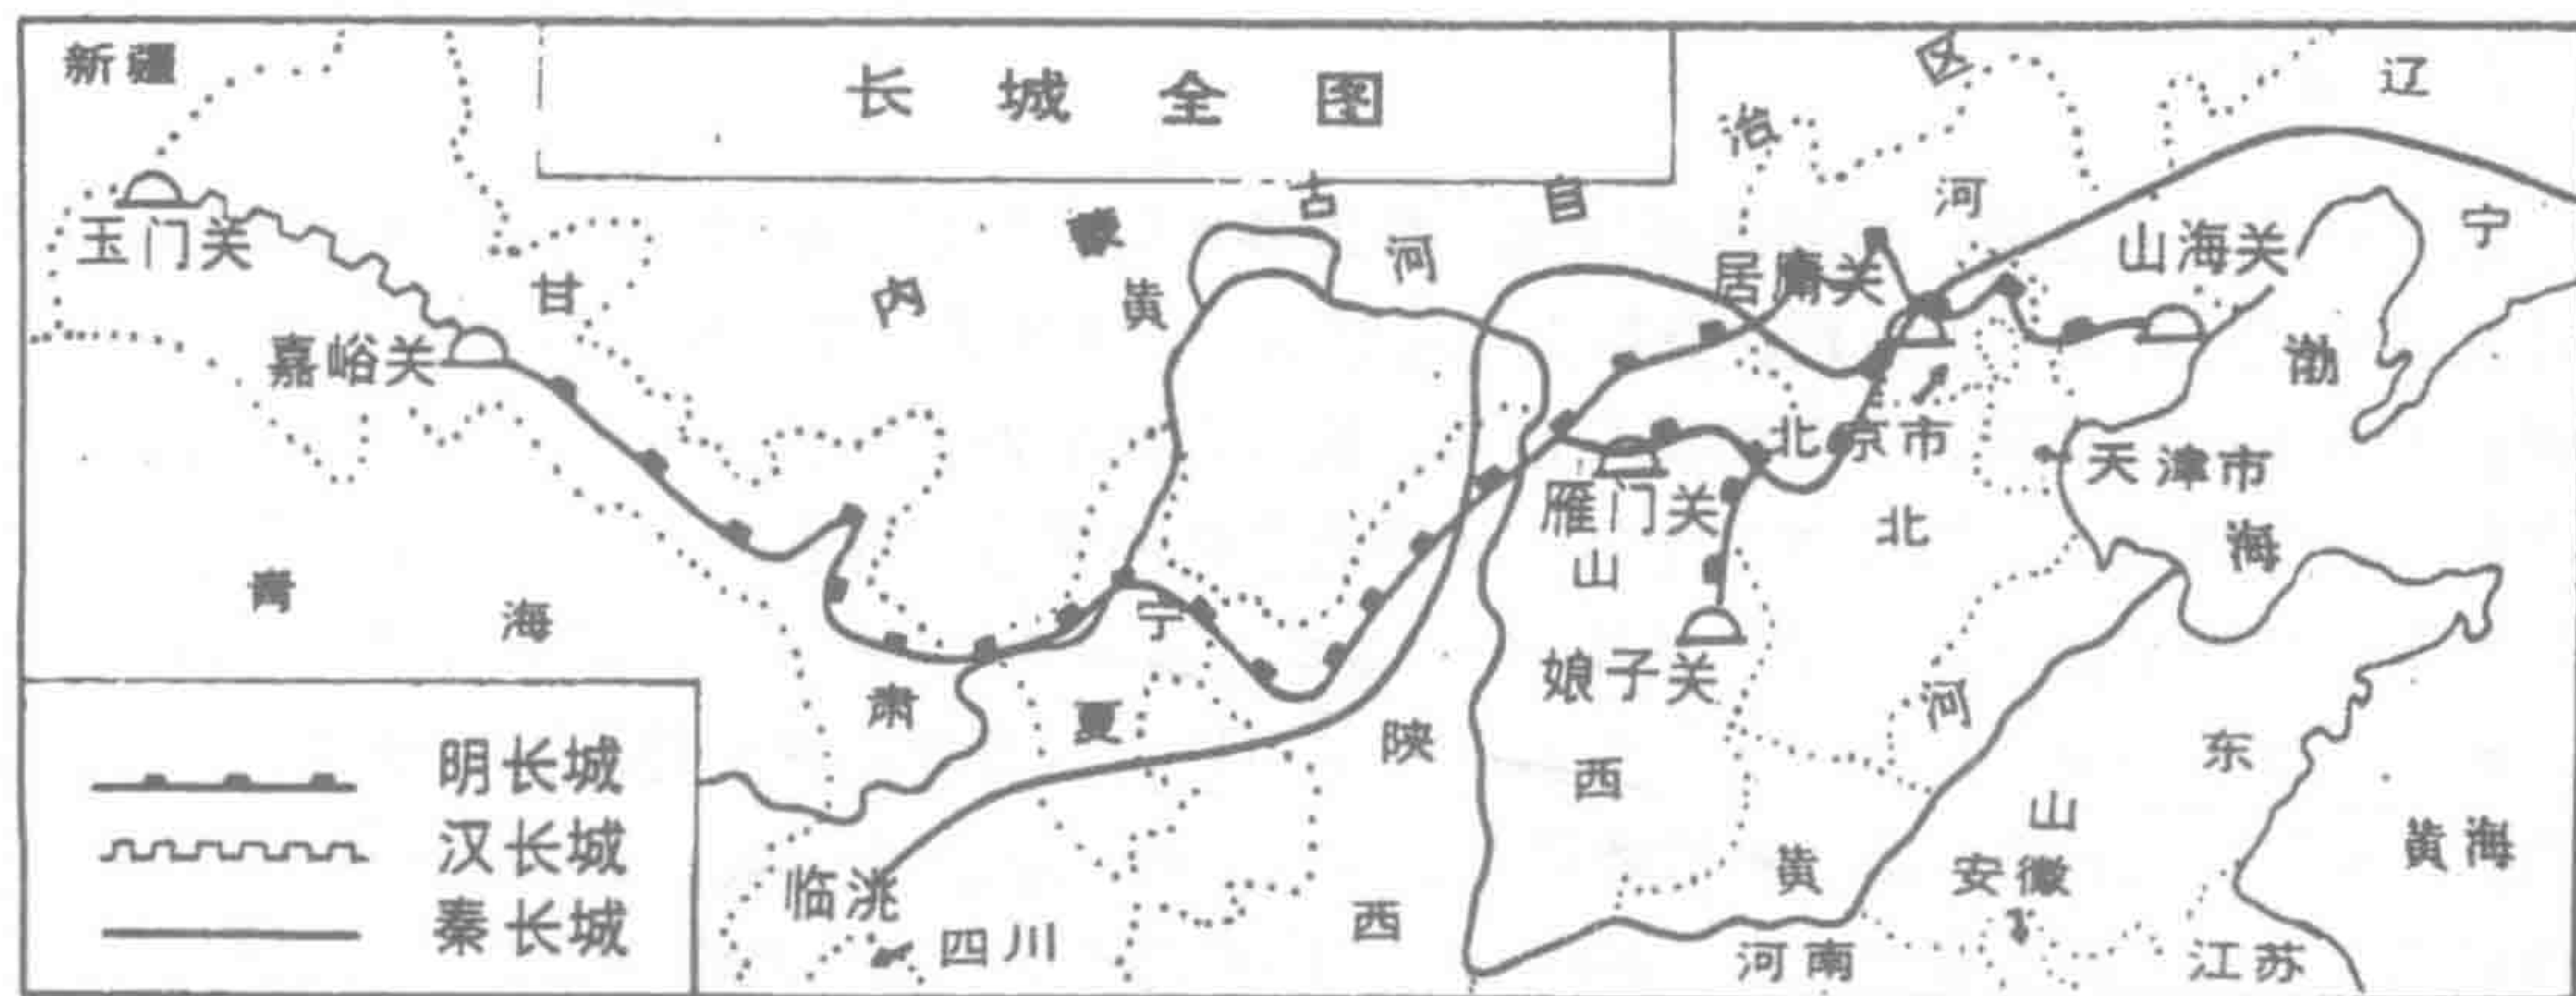 长城全图
新疆
区
辽
治
古
自
蒙
河
宁
玉门关
山海关
甘
内
黄
河
居庸关
嘉峪关
渤
北京市
天津市
雁门关
北
海
青
海
山
宁
娘子关
肃
夏
陕
河
西
东
山
黄海
黄
安徽
临洮
四川
西
河南
江苏
明长城
汉长城
秦长城